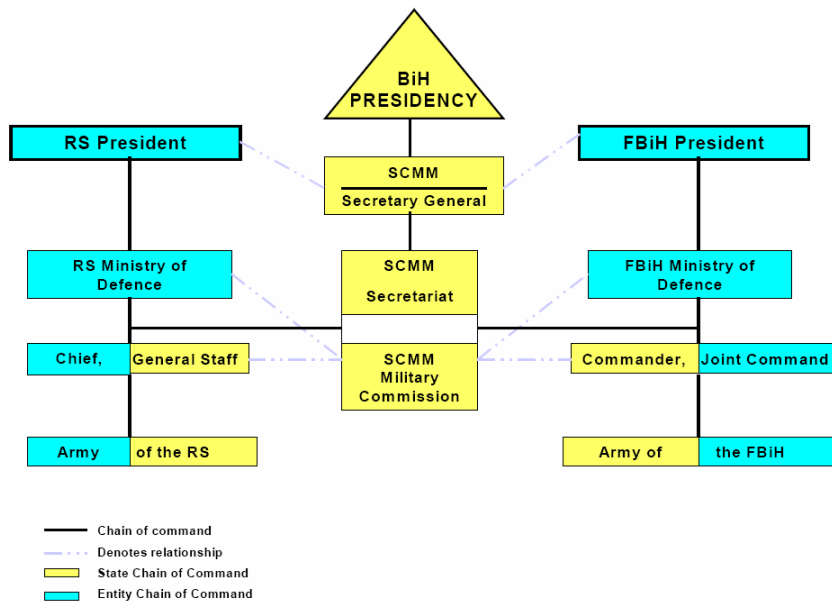 BiH
PRESIDENCY
RS President
FBiH President
SCMM
Secretary General
RS Ministry of
Defence
SCMM
Secretariat
FBiH Ministry of
Defence
Chief, General Staff
SCMM
Military
Commission
Commander, Joint Command
Army of the RS
Army of the FBiH
Chain of command
Denotes relationship
State Chain of Command
Entity Chain of Command